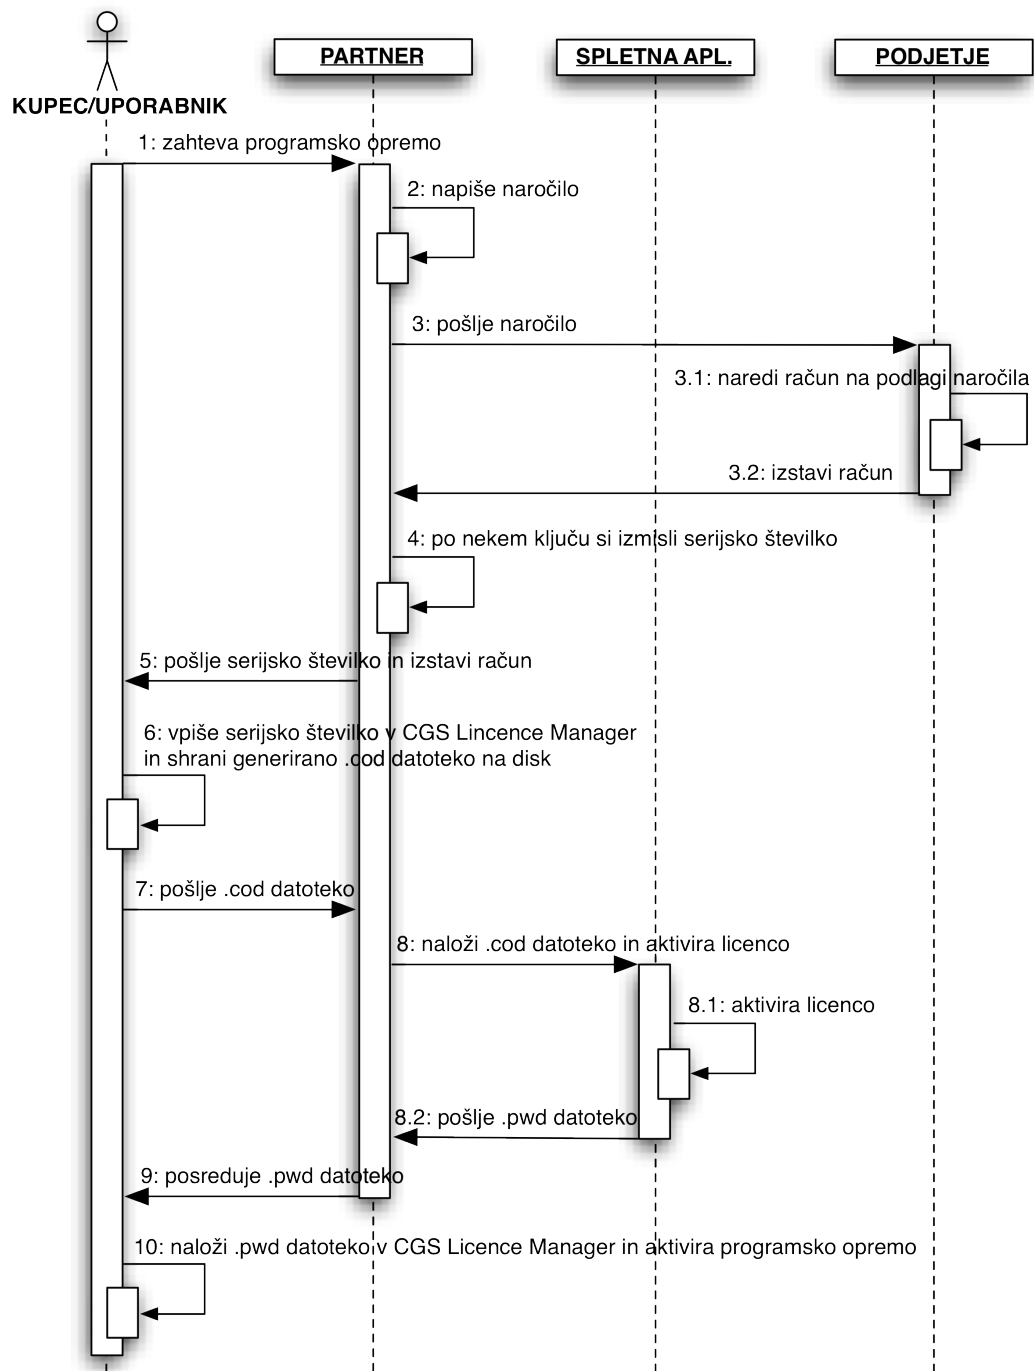 KUPEC/UPORABNIK
PARTNER
SPLETNA APL.
PODJETJE
1: zahteva programsko opremo
2: napiše naročilo
3: pošlje naročilo
3.1: naredi račun na podlagi naročila
3.2: izstavi račun
4: po nekem ključu si izmisli serijsko številko
5: pošlje serijsko številko in izstavi račun
6: vpiše serijsko številko v CGS Lincence Manager
in shrani generirano .cod datoteko na disk
7: pošlje .cod datoteko
8: naloži .cod datoteko in aktivira licenco
8.1: aktivira licenco
8.2: pošlje .pwd datoteko
9: posreduje .pwd datoteko
10: naloži .pwd datoteko v CGS Licence Manager in aktivira programsko opremo